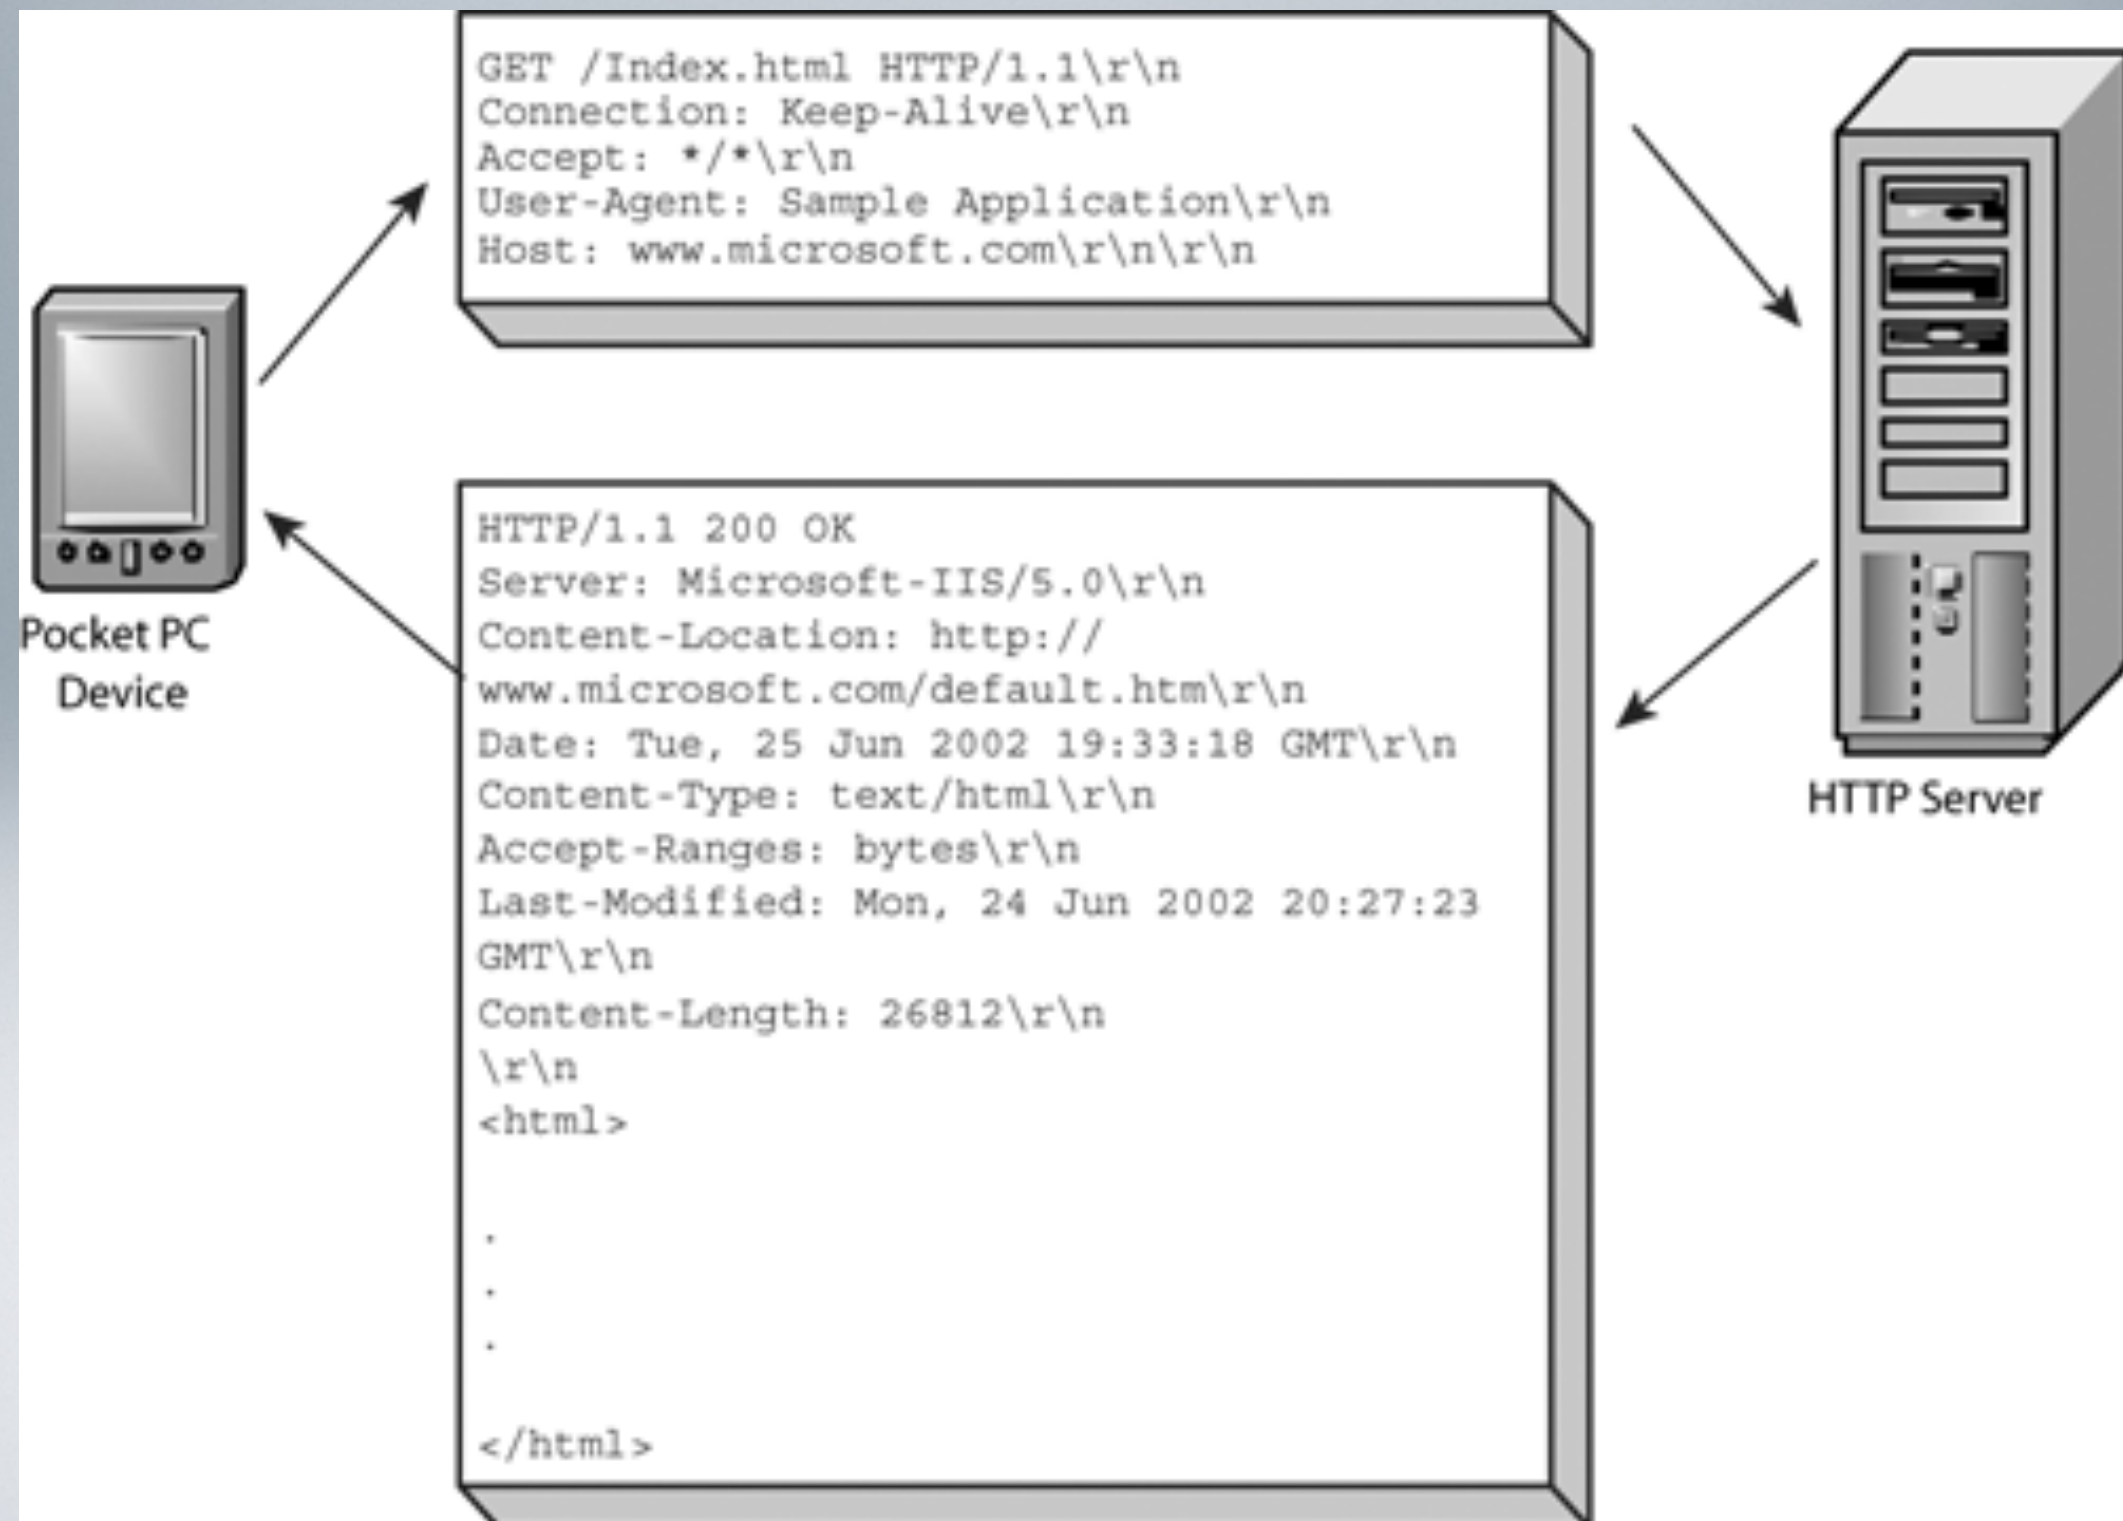 GET /Index.html HTTP/1.1\r\n
Connection: Keep-Alive\r\n
Accept: */*\r\n
User-Agent: Sample Application\r\n
Host: www.microsoft.com\r\n\r\n
Pocket PC
Device
HTTP/1.1 200 OK
Server: Microsoft-IIS/5.0\r\n
Content-Location: http://
www.microsoft.com/default.htm\r\n
Date: Tue, 25 Jun 2002 19:33:18 GMT\r\n
Content-Type: text/html\r\n
Accept-Ranges: bytes\r\n
Last-Modified: Mon, 24 Jun 2002 20:27:23
GMT\r\n
Content-Length: 26812\r\n
\r\n
<html>
.
.
.
</html>
HTTP Server